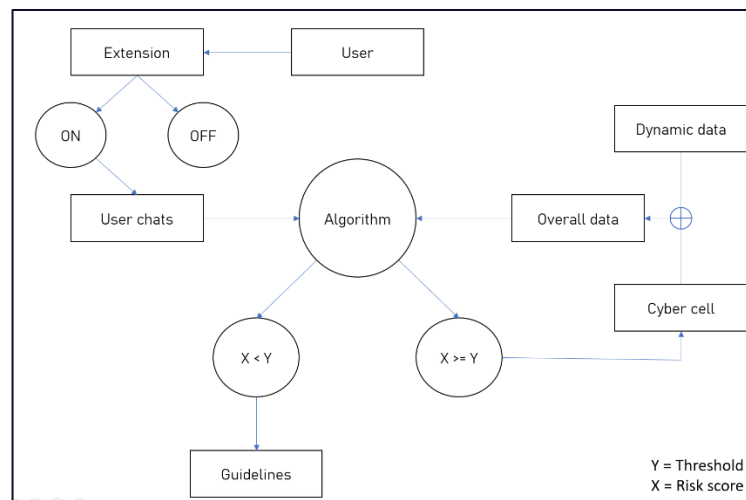 Extension
User
ON
OFF
Dynamic data
User chats
Algorithm
Overall data
Cyber cell
X < Y
X >= Y
Guidelines
Y = Threshold
X = Risk score